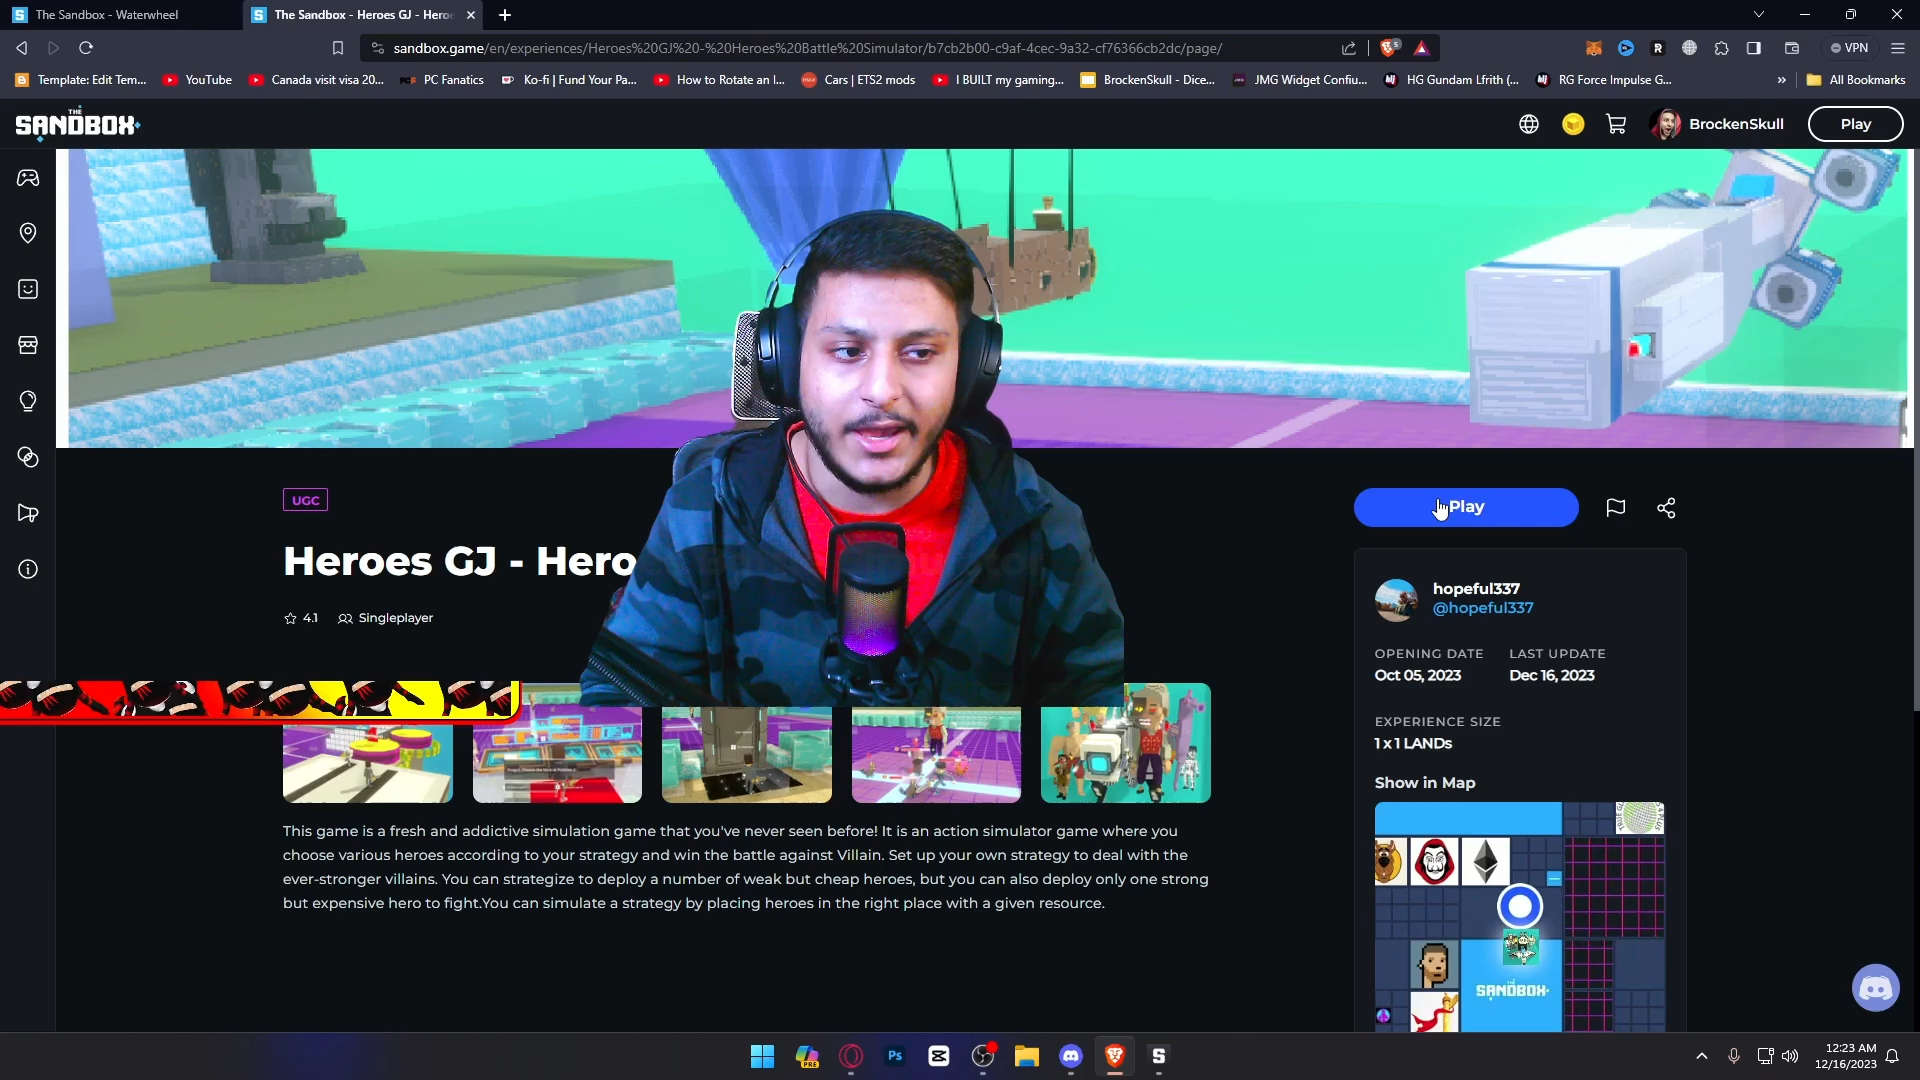 The Sandbox - Waterwheel
The Sandbox - Heroes GJ - Hero
sandbox.game/en/experiences/Heroes%20GJ%20-%20Heroes%20Battle%20Simulator/b7cb2b00-c9af-4cec-9a32-cf76366cb2dc/page/
VPN
Template: Edit Tem...
YouTube
Canada visit visa 20...
PC Fanatics
Ko-fi | Fund Your Pa...
How to Rotate an I...
Cars | ETS2 mods
I BUILT my gaming...
BrockenSkull - Dice...
JMG Widget Confiu...
HG Gundam Lfrith (...
RG Force Impulse G...
All Bookmarks
THE
SANDBOX
BrockenSkull
Play
UGC
Play
Heroes GJ - Hero
4.1
Singleplayer
hopeful337
@hopeful337
OPENING DATE
LAST UPDATE
Oct 05, 2023
Dec 16, 2023
EXPERIENCE SIZE
1 x 1 LANDs
Show in Map
This game is a fresh and addictive simulation game that you've never seen before! It is an action simulator game where you
choose various heroes according to your strategy and win the battle against Villain. Set up your own strategy to deal with the
ever-stronger villains. You can strategize to deploy a number of weak but cheap heroes, but you can also deploy only one strong
but expensive hero to fight.You can simulate a strategy by placing heroes in the right place with a given resource.
SANDBOX
PRE
Ps
S
12:23 AM
12/16/2023